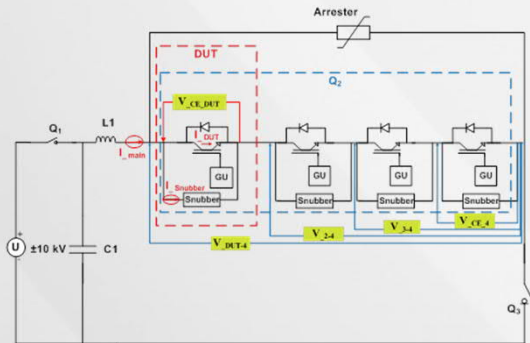 Arrester
DUT
Q2
V_CE_DUT
Q1
L1
I_main
I_DUT
GU
GU
GU
GU
I_Snubber
Snubber
Snubber
Snubber
Snubber
V_CE_4
V_3-4
V_2-4
V_DUT-4
U
+
-
±10 kV
C1
Q3